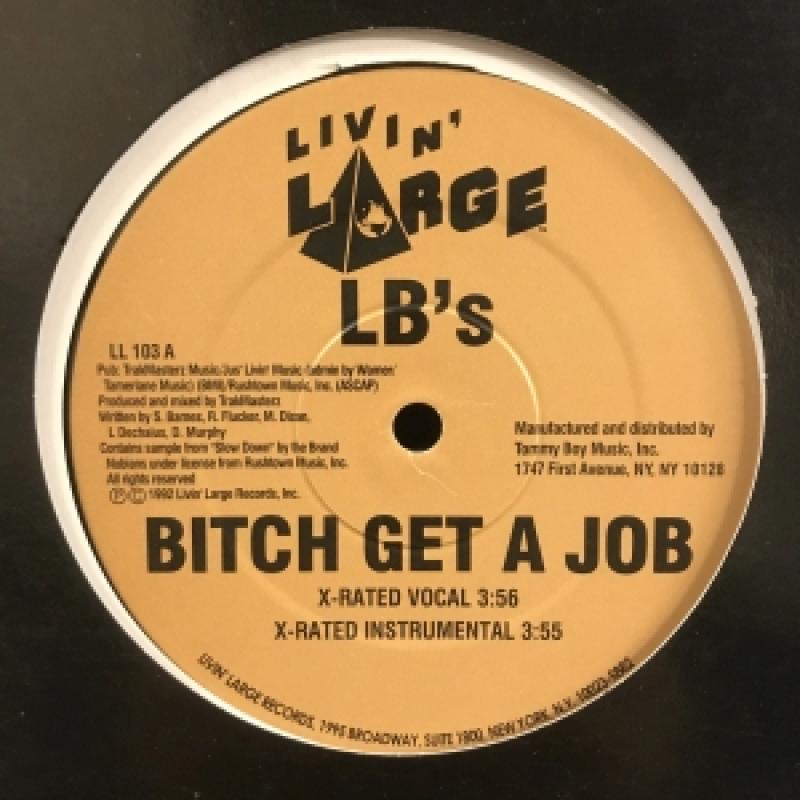 LIVIN'
LARGE
LB's
LL 103 A
Pub: TrakMasterz Music/Jus' Livin' Music (admin by Warner/
Tamerlane Music) (BMI)/Rushtown Music, Inc. (ASCAP)
Produced and mixed by TrakMasterz
Written by S. Barnes, R. Flucker, M. Dixon,
L Dechaius, D. Murphy
Contains sample from "Slow Down" by the Brand
Nubians under license from Rushtown Music, Inc.
All rights reserved
Ⓟ © 1992 Livin' Large Records, Inc.
Manufactured and distributed by
Tommy Boy Music, Inc.
1747 First Avenue, NY, NY 10128
BITCH GET A JOB
X-RATED VOCAL 3:56
X-RATED INSTRUMENTAL 3:55
LIVIN' LARGE RECORDS, 1995 BROADWAY, SUITE 1800, NEW YORK, N.Y.